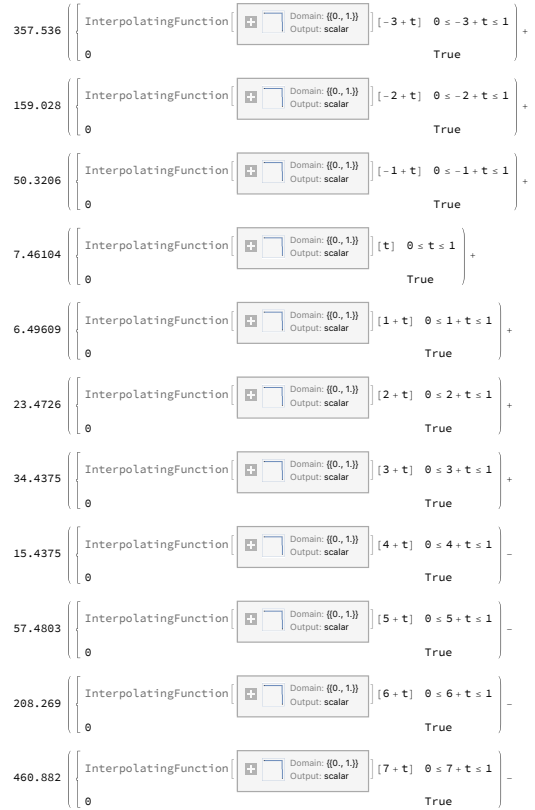 InterpolatingFunction[ Domain: {{0., 1.}} Output: scalar ] [-3 + t] 0 ≤ -3 + t ≤ 1
357.536 +
0 True
InterpolatingFunction[ Domain: {{0., 1.}} Output: scalar ] [-2 + t] 0 ≤ -2 + t ≤ 1
159.028 +
0 True
InterpolatingFunction[ Domain: {{0., 1.}} Output: scalar ] [-1 + t] 0 ≤ -1 + t ≤ 1
50.3206 +
0 True
InterpolatingFunction[ Domain: {{0., 1.}} Output: scalar ] [t] 0 ≤ t ≤ 1
7.46104 +
0 True
InterpolatingFunction[ Domain: {{0., 1.}} Output: scalar ] [1 + t] 0 ≤ 1 + t ≤ 1
6.49609 +
0 True
InterpolatingFunction[ Domain: {{0., 1.}} Output: scalar ] [2 + t] 0 ≤ 2 + t ≤ 1
23.4726 +
0 True
InterpolatingFunction[ Domain: {{0., 1.}} Output: scalar ] [3 + t] 0 ≤ 3 + t ≤ 1
34.4375 +
0 True
InterpolatingFunction[ Domain: {{0., 1.}} Output: scalar ] [4 + t] 0 ≤ 4 + t ≤ 1
15.4375 -
0 True
InterpolatingFunction[ Domain: {{0., 1.}} Output: scalar ] [5 + t] 0 ≤ 5 + t ≤ 1
57.4803 -
0 True
InterpolatingFunction[ Domain: {{0., 1.}} Output: scalar ] [6 + t] 0 ≤ 6 + t ≤ 1
208.269 -
0 True
InterpolatingFunction[ Domain: {{0., 1.}} Output: scalar ] [7 + t] 0 ≤ 7 + t ≤ 1
460.882 -
0 True